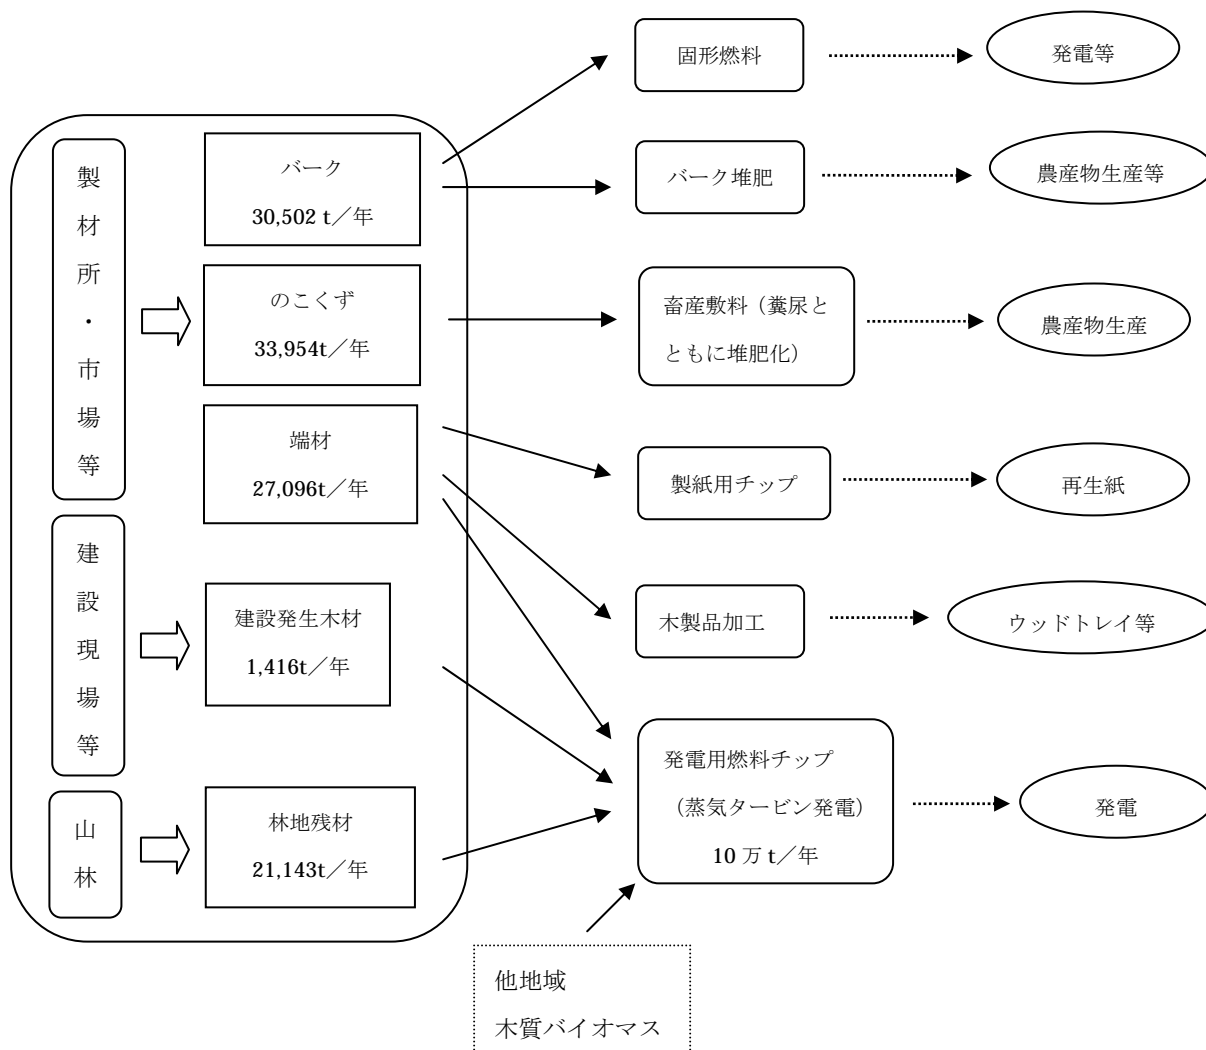 製材所・市場等
バーク
30,502 t／年
のこくず
33,954t／年
端材
27,096t／年
建設現場等
建設発生木材
1,416t／年
山林
林地残材
21,143t／年
固形燃料
発電等
バーク堆肥
農産物生産等
畜産敷料（糞尿と
ともに堆肥化）
農産物生産
製紙用チップ
再生紙
木製品加工
ウッドトレイ等
発電用燃料チップ
（蒸気タービン発電）
10 万 t／年
発電
他地域
木質バイオマス